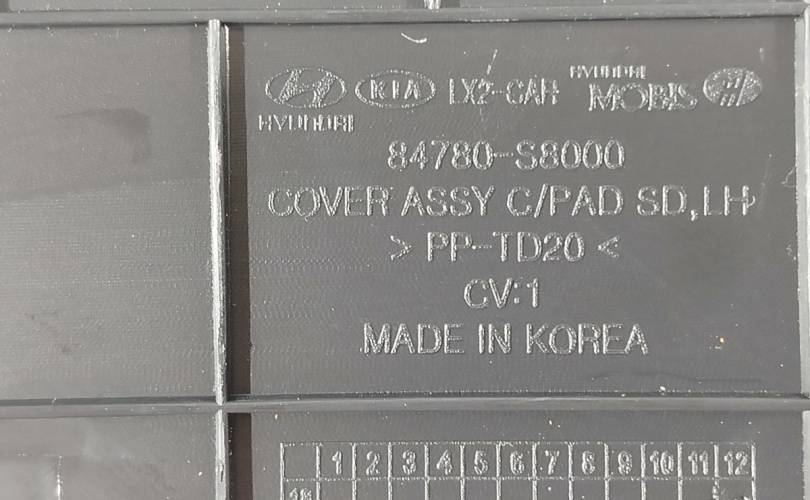 HYUNDAI KIA LX2-CAR HYUNDAI MOBIS
84780-S8000
COVER ASSY C/PAD SD,LH
> PP-TD20 <
CV:1
MADE IN KOREA
1 2 3 4 5 6 7 8 9 10 11 12
18